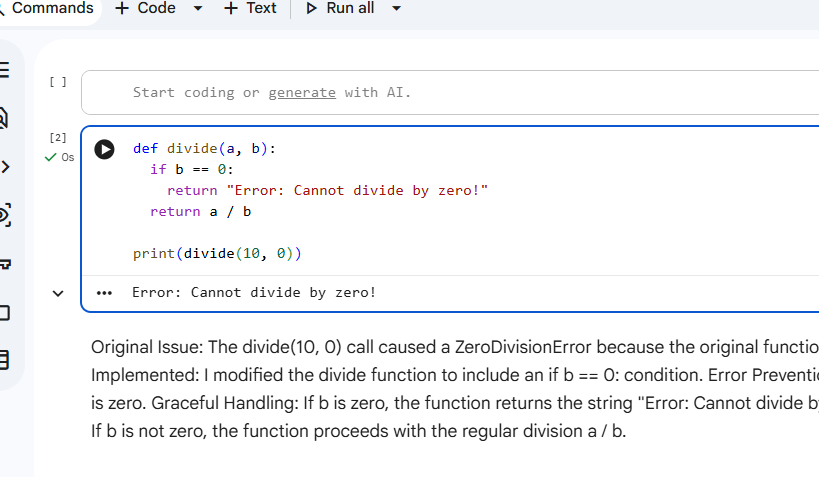 Commands + Code + Text Run all
[ ] Start coding or generate with AI.
[2] def divide(a, b):
0s if b == 0:
return "Error: Cannot divide by zero!"
return a / b
print(divide(10, 0))
... Error: Cannot divide by zero!
Original Issue: The divide(10, 0) call caused a ZeroDivisionError because the original functio
Implemented: I modified the divide function to include an if b == 0: condition. Error Preventi
is zero. Graceful Handling: If b is zero, the function returns the string "Error: Cannot divide b
If b is not zero, the function proceeds with the regular division a / b.